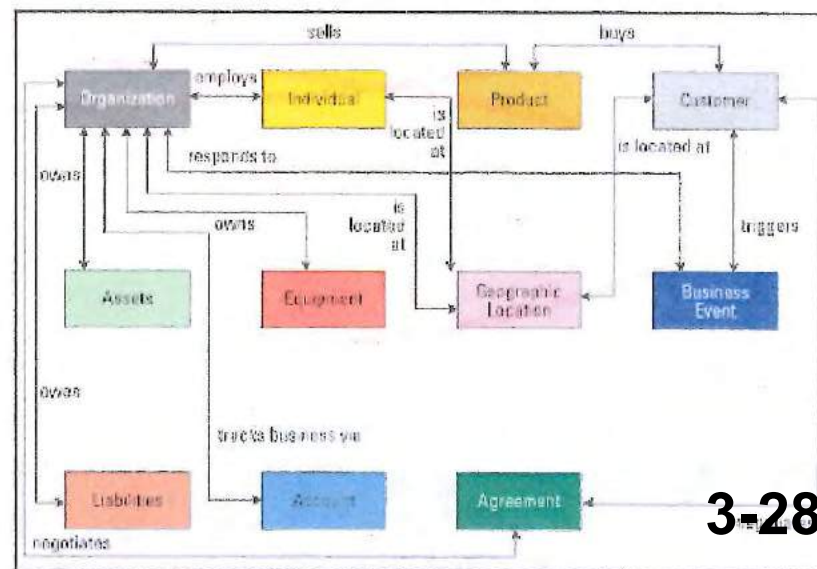 sells
buys
Organization
employs
Individual
Product
Customer
is
located
at
is located at
responds to
owns
is
located
at
owns
triggers
Assets
Equipment
Geographic
Location
Business
Event
owes
tracks business via
Liabilities
Account
Agreement
3-28
negotiates